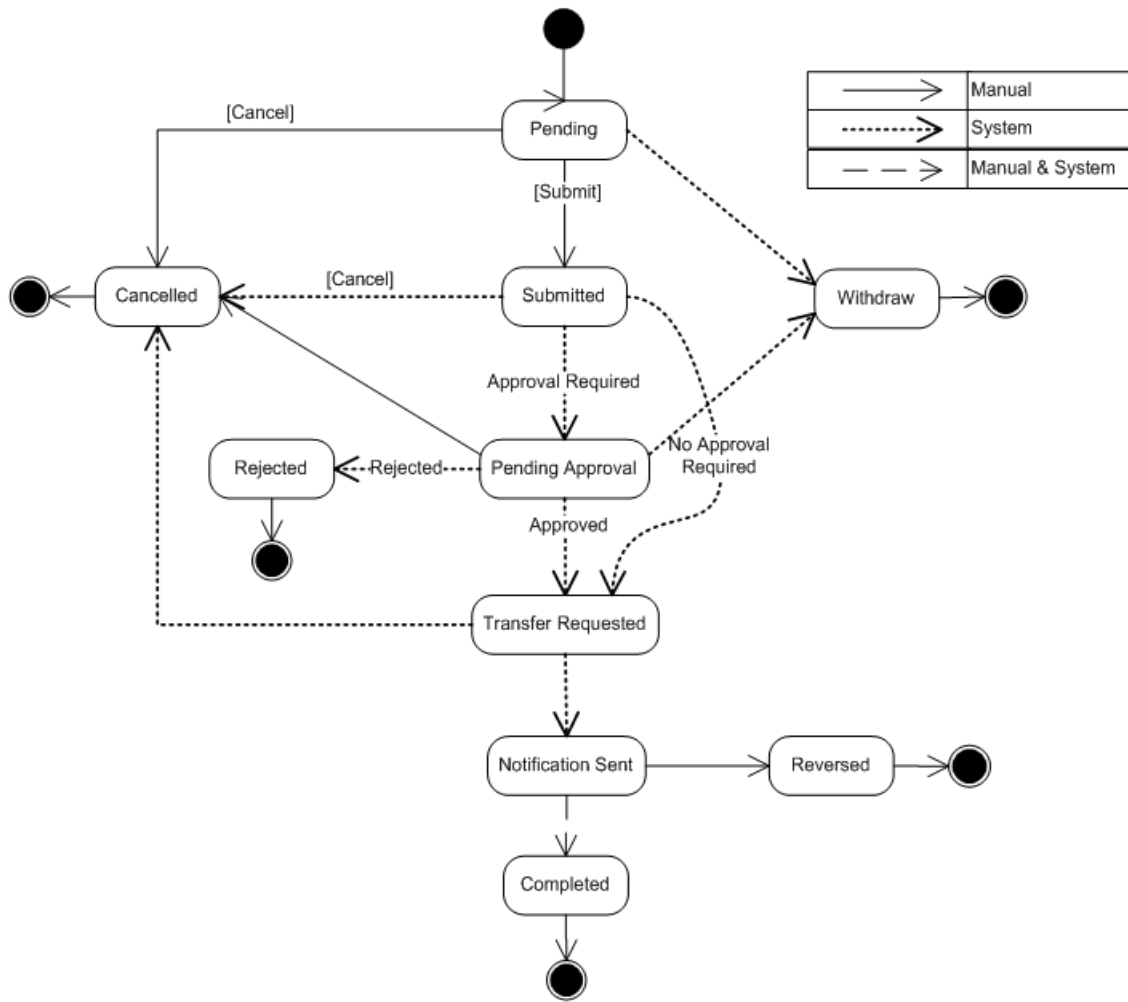 Manual
[Cancel]
Pending
System
Manual & System
[Submit]
[Cancel]
Cancelled
Submitted
Withdraw
Approval Required
No Approval
Required
Rejected
Rejected
Pending Approval
Approved
Transfer Requested
Notification Sent
Reversed
Completed